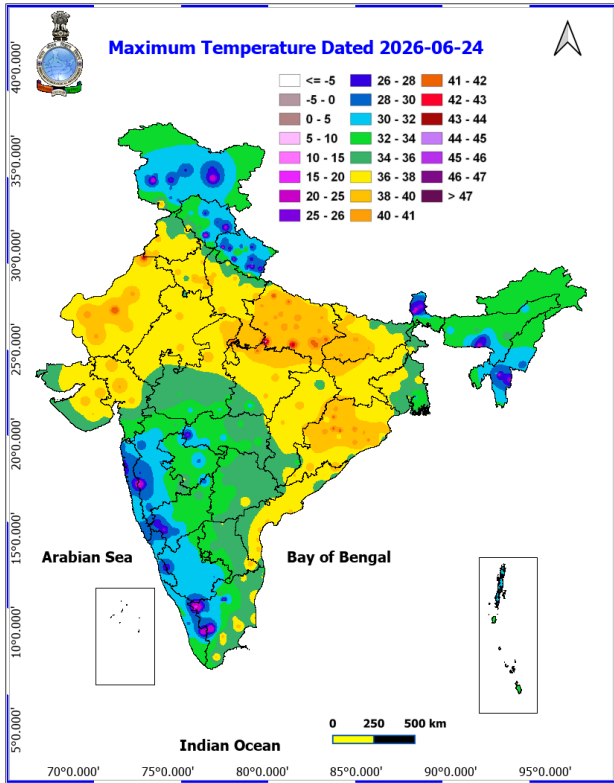 Maximum Temperature Dated 2026-06-24
<= -5
-5 - 0
0 - 5
5 - 10
10 - 15
15 - 20
20 - 25
25 - 26
26 - 28
28 - 30
30 - 32
32 - 34
34 - 36
36 - 38
38 - 40
40 - 41
41 - 42
42 - 43
43 - 44
44 - 45
45 - 46
46 - 47
> 47
40°0.000'
35°0.000'
30°0.000'
25°0.000'
20°0.000'
15°0.000'
10°0.000'
5°0.000'
Arabian Sea
Bay of Bengal
Indian Ocean
0 250 500 km
70°0.000' 75°0.000' 80°0.000' 85°0.000' 90°0.000' 95°0.000'